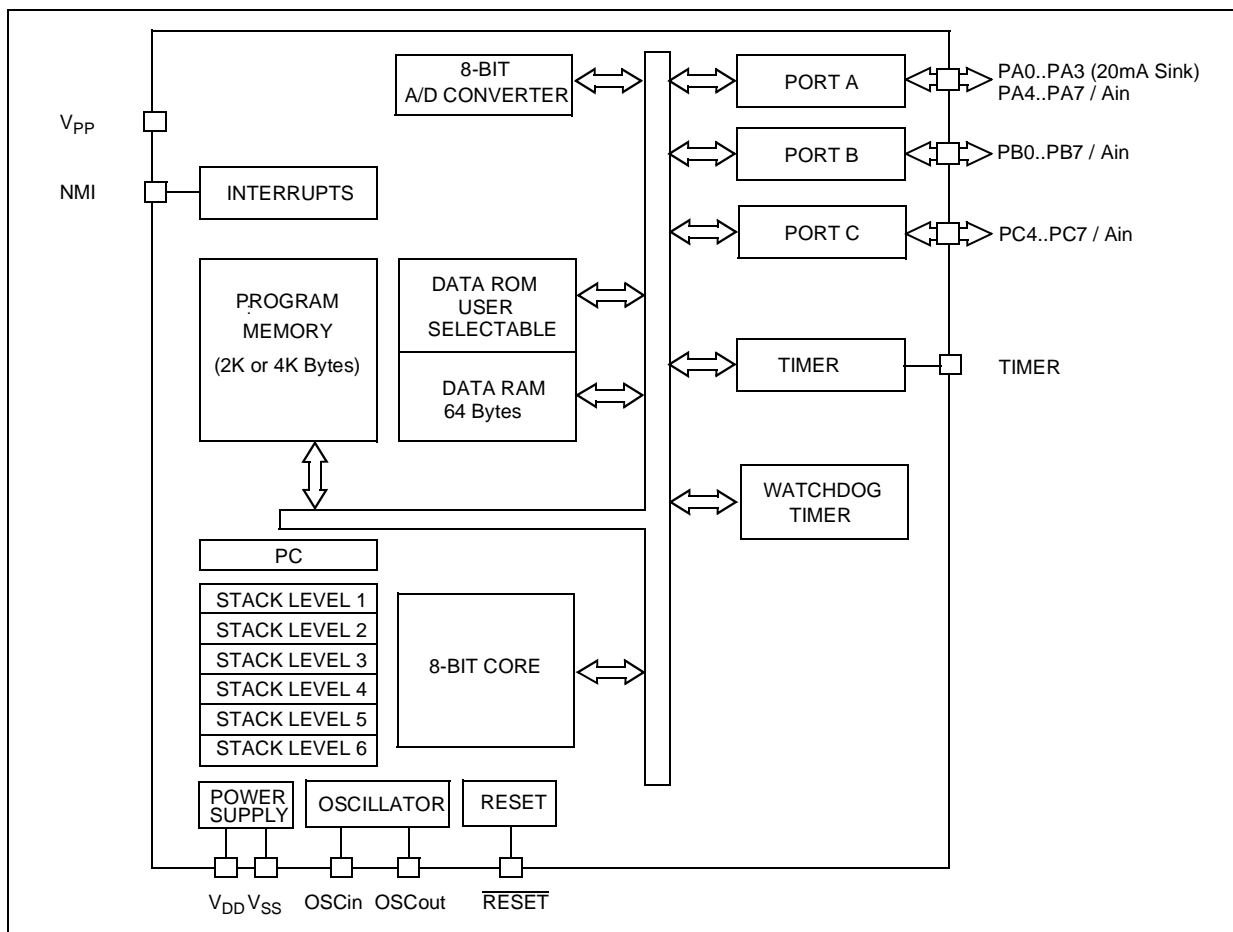 8-BIT
A/D CONVERTER
PORT A
PA0..PA3 (20mA Sink)
PA4..PA7 / Ain
VPP
PORT B
PB0..PB7 / Ain
NMI
INTERRUPTS
PORT C
PC4..PC7 / Ain
PROGRAM
MEMORY
(2K or 4K Bytes)
DATA ROM
USER
SELECTABLE
DATA RAM
64 Bytes
TIMER
TIMER
WATCHDOG
TIMER
PC
STACK LEVEL 1
STACK LEVEL 2
STACK LEVEL 3
STACK LEVEL 4
STACK LEVEL 5
STACK LEVEL 6
8-BIT CORE
POWER
SUPPLY
OSCILLATOR
RESET
VDD VSS OSCin OSCout RESET